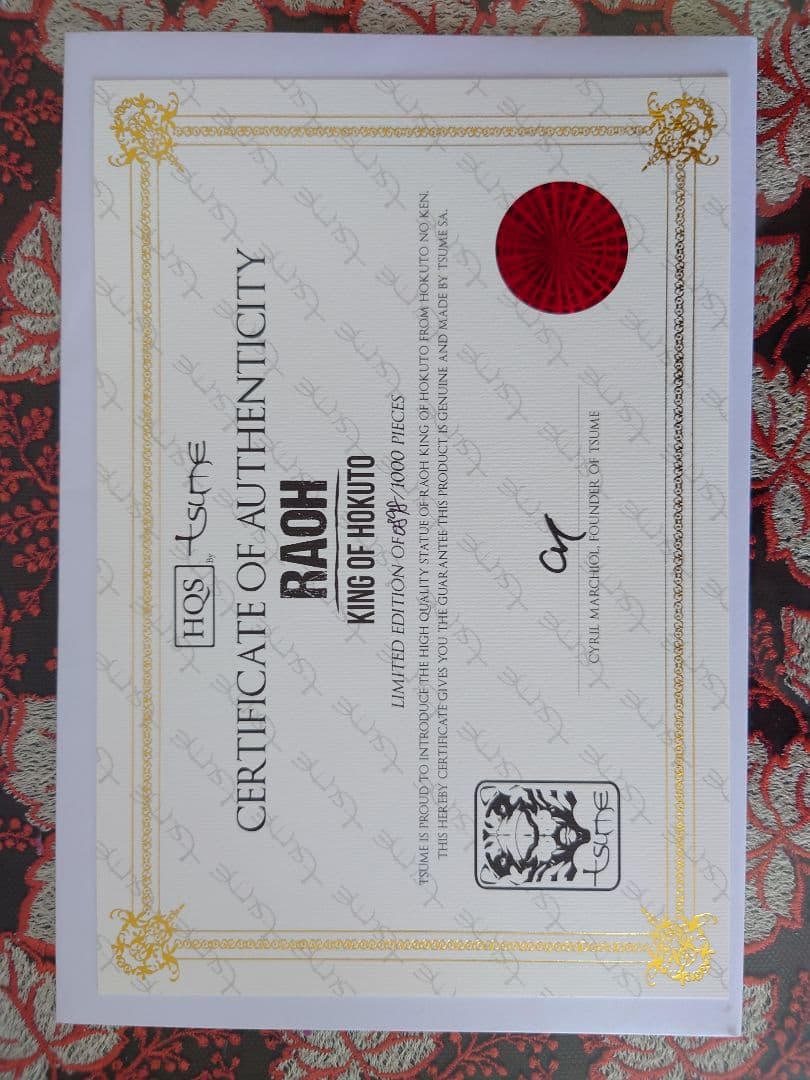 HQS By tsume
CERTIFICATE OF AUTHENTICITY
RAOH
KING OF HOKUTO
LIMITED EDITION OF /1000 PIECES
TSUME IS PROUD TO INTRODUCE THE HIGH QUALITY STATUE OF RAOH KING OF HOKUTO FROM HOKUTO NO KEN.
THIS HEREBY CERTIFICATE GIVES YOU THE GUARANTEE THIS PRODUCT IS GENUINE AND MADE BY TSUME SA.
CYRIL MARCHIOL FOUNDER OF TSUME
tsume